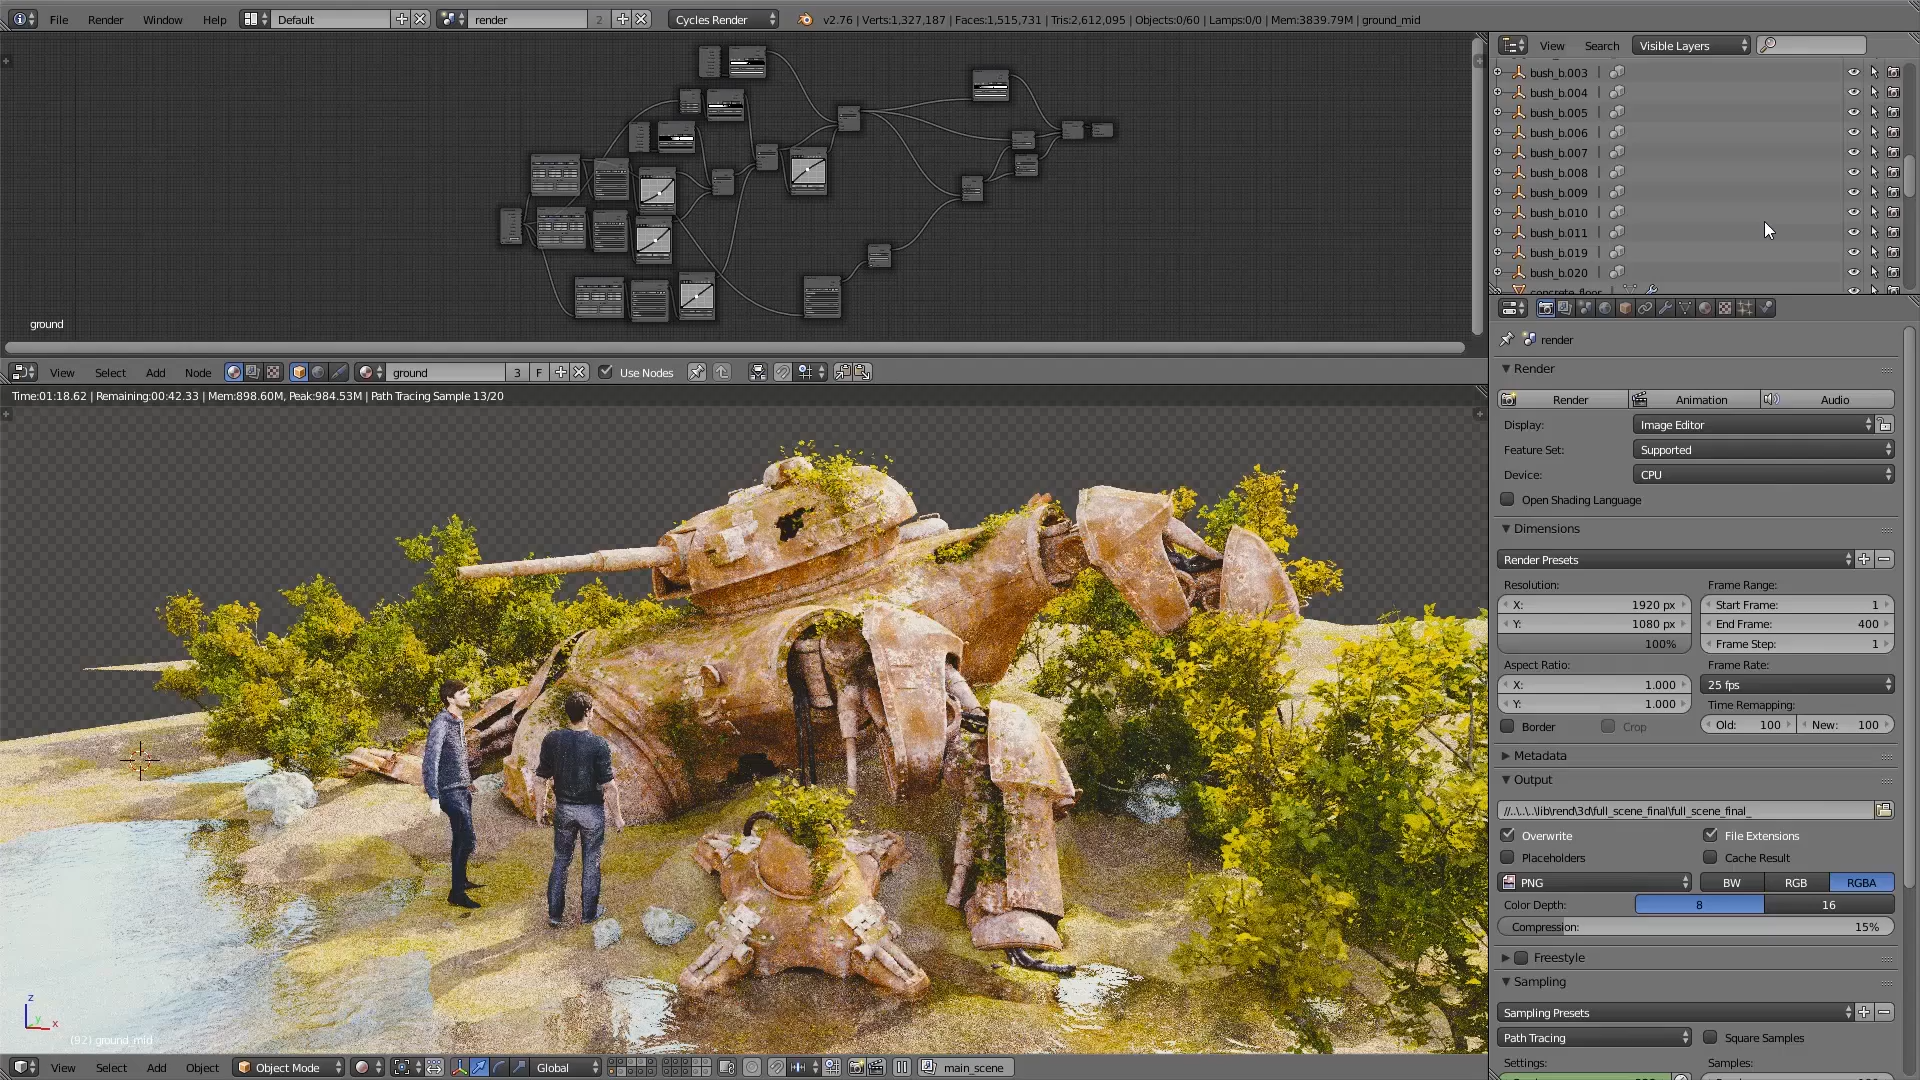 File Render Window Help Default render 2 Cycles Render v2.76 | Verts:1,327,187 | Faces:1,515,731 | Tris:2,612,095 | Objects:0/60 | Lamps:0/0 | Mem:3839.79M | ground_mid
View Search Visible Layers
bush_b.003
bush_b.004
bush_b.005
bush_b.006
bush_b.007
bush_b.008
bush_b.009
bush_b.010
bush_b.011
bush_b.019
bush_b.020
concrete_floor
ground
View Select Add Node ground 3 F Use Nodes
Time:01:18.62 | Remaining:00:42.33 | Mem:898.60M, Peak:984.53M | Path Tracing Sample 13/20
render
Render
Render Animation Audio
Display: Image Editor
Feature Set: Supported
Device: CPU
Open Shading Language
Dimensions
Render Presets
Resolution: Frame Range:
X: 1920 px Start Frame: 1
Y: 1080 px End Frame: 400
100% Frame Step: 1
Aspect Ratio: Frame Rate:
X: 1.000 25 fps
Y: 1.000 Time Remapping:
Border Crop Old: 100 New: 100
Metadata
Output
//..\..\..\lib\rend\3d\full_scene_final\full_scene_final_
Overwrite File Extensions
Placeholders Cache Result
PNG BW RGB RGBA
Color Depth: 8 16
Compression: 15%
Freestyle
Sampling
Sampling Presets
Path Tracing Square Samples
Settings: Samples:
z
y
x
(92) ground_mid
View Select Add Object Object Mode Global main_scene